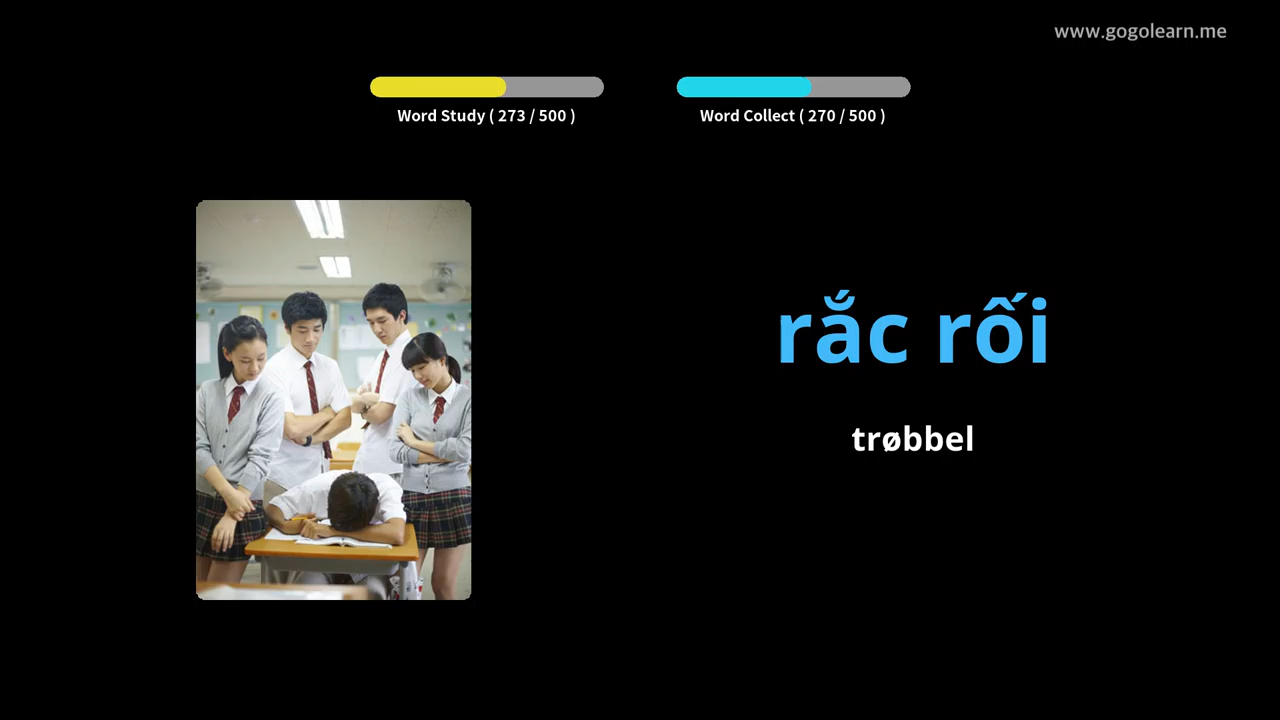 www.gogolearn.me
Word Study ( 273 / 500 )
Word Collect ( 270 / 500 )
rắc rối
trøbbel